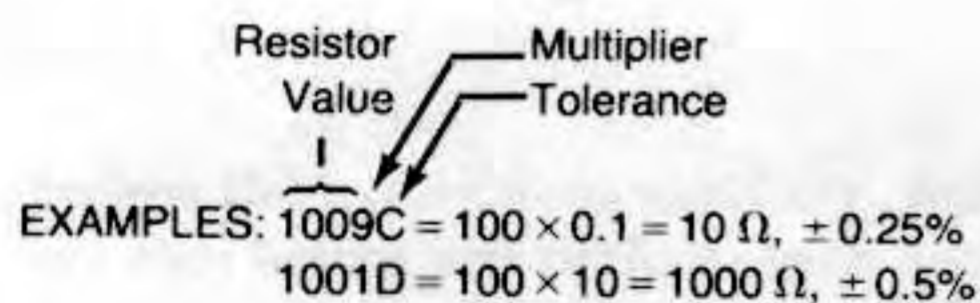 Resistor
Value
Multiplier
Tolerance
EXAMPLES: 1009C = 100 × 0.1 = 10 Ω, ±0.25%
1001D = 100 × 10 = 1000 Ω, ±0.5%